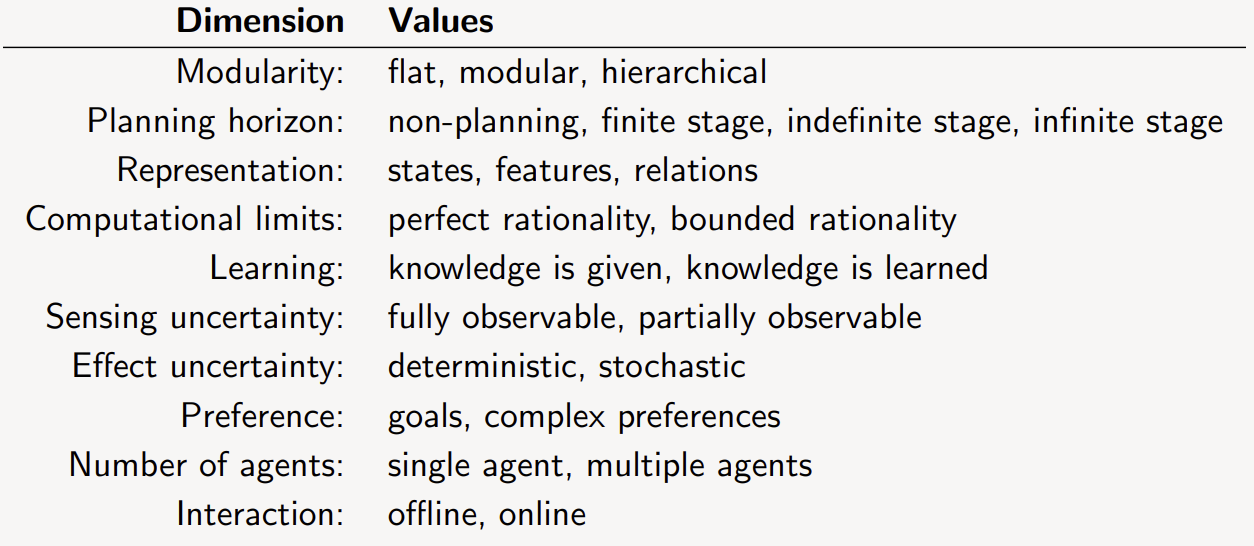 Dimension Values
Modularity: flat, modular, hierarchical
Planning horizon: non-planning, finite stage, indefinite stage, infinite stage
Representation: states, features, relations
Computational limits: perfect rationality, bounded rationality
Learning: knowledge is given, knowledge is learned
Sensing uncertainty: fully observable, partially observable
Effect uncertainty: deterministic, stochastic
Preference: goals, complex preferences
Number of agents: single agent, multiple agents
Interaction: offline, online